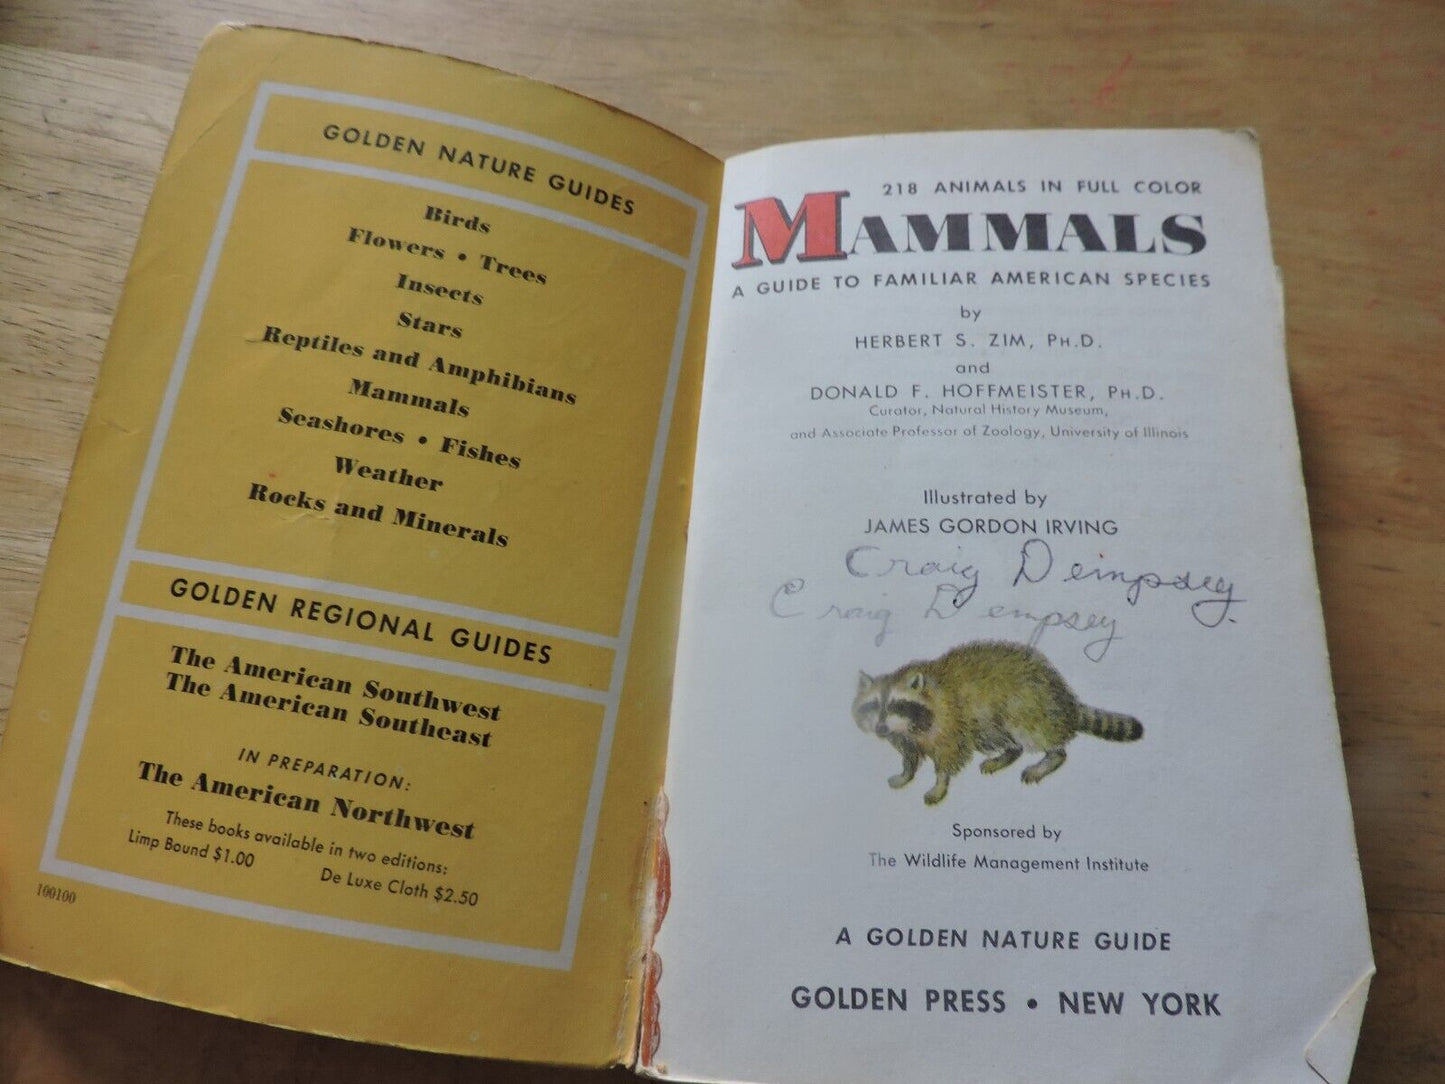 GOLDEN NATURE GUIDES
Birds
Flowers • Trees
Insects
Stars
Reptiles and Amphibians
Mammals
Seashores • Fishes
Weather
Rocks and Minerals
GOLDEN REGIONAL GUIDES
The American Southwest
The American Southeast
IN PREPARATION:
The American Northwest
These books available in two editions:
Limp Bound $1.00
De Luxe Cloth $2.50
100100
218 ANIMALS IN FULL COLOR
MAMMALS
A GUIDE TO FAMILIAR AMERICAN SPECIES
by
HERBERT S. ZIM, PH.D.
and
DONALD F. HOFFMEISTER, PH.D.
Curator, Natural History Museum,
and Associate Professor of Zoology, University of Illinois
Illustrated by
JAMES GORDON IRVING
Craig Dempsey.
Craig Dempsey
Sponsored by
The Wildlife Management Institute
A GOLDEN NATURE GUIDE
GOLDEN PRESS • NEW YORK